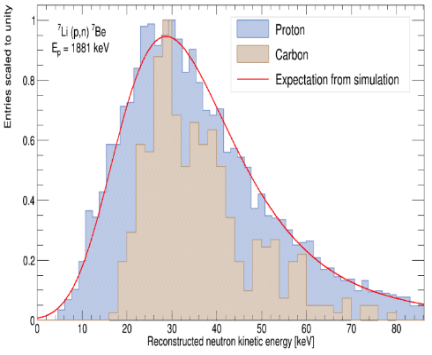 ⁷Li (p,n) ⁷Be
Eₚ = 1881 keV
Proton
Carbon
Expectation from simulation
Entries scaled to unity
1
0.8
0.6
0.4
0.2
0
0 10 20 30 40 50 60 70 80
Reconstructed neutron kinetic energy [keV]